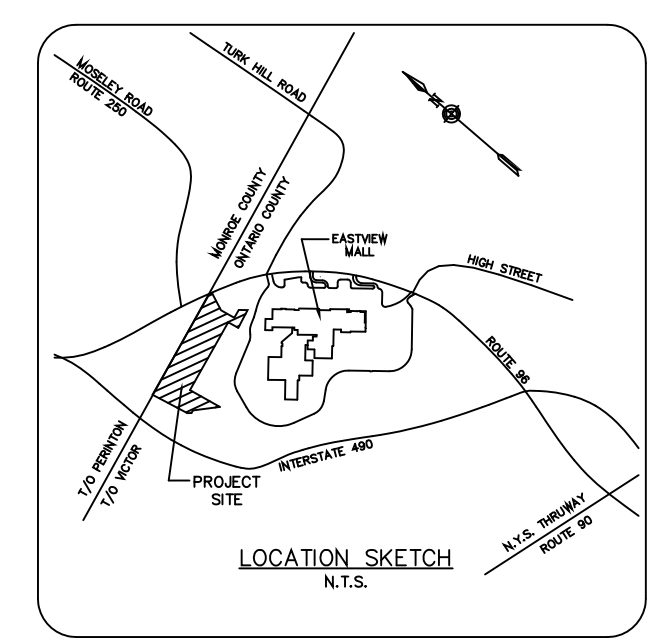 TURK HILL ROAD
MOSELEY ROAD
ROUTE 250
N
MONROE COUNTY
ONTARIO COUNTY
EASTVIEW
MALL
HIGH STREET
ROUTE 96
T/O PERINTON
T/O VICTOR
INTERSTATE 490
PROJECT
SITE
N.Y.S. THRUWAY
ROUTE 90
LOCATION SKETCH
N.T.S.